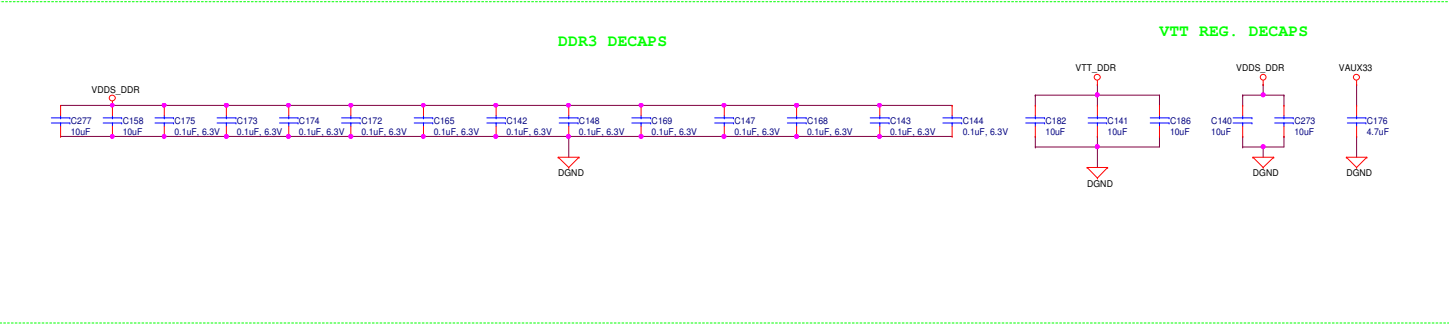 DDR3 DECAPS
VTT REG. DECAPS
VDDS_DDR
VTT_DDR
VDDS_DDR
VAUX33
C277
10uF
C158
10uF
C175
0.1uF, 6.3V
C173
0.1uF, 6.3V
C174
0.1uF, 6.3V
C172
0.1uF, 6.3V
C165
0.1uF, 6.3V
C142
0.1uF, 6.3V
C148
0.1uF, 6.3V
C169
0.1uF, 6.3V
C147
0.1uF, 6.3V
C168
0.1uF, 6.3V
C143
0.1uF, 6.3V
C144
0.1uF, 6.3V
C182
10uF
C141
10uF
C186
10uF
C140
10uF
C273
10uF
C176
4.7uF
DGND
DGND
DGND
DGND